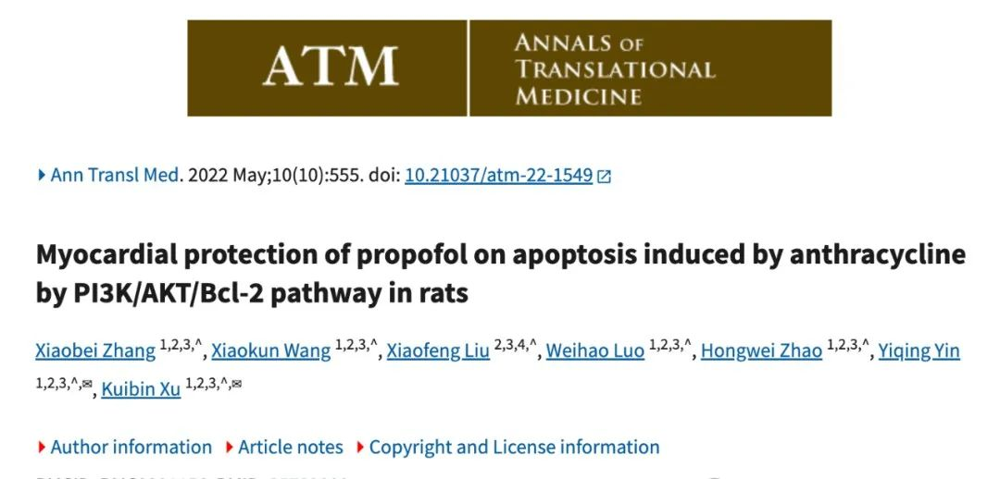 ATM
ANNALS OF
TRANSLATIONAL
MEDICINE
Ann Transl Med. 2022 May;10(10):555. doi: 10.21037/atm-22-1549
Myocardial protection of propofol on apoptosis induced by anthracycline
by PI3K/AKT/Bcl-2 pathway in rats
Xiaobei Zhang 1,2,3,^, Xiaokun Wang 1,2,3,^, Xiaofeng Liu 2,3,4,^, Weihao Luo 1,2,3,^, Hongwei Zhao 1,2,3,^, Yiqing Yin
1,2,3,^,✉, Kuibin Xu 1,2,3,^,✉
Author information Article notes Copyright and License information